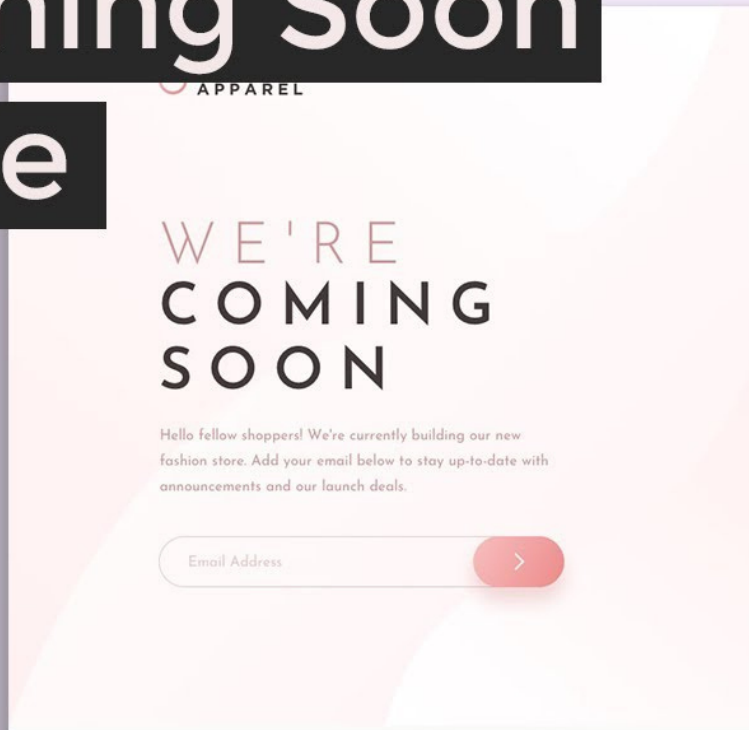 Soon
APPAREL
WE'RE
COMING
SOON
Hello fellow shoppers! We're currently building our new
fashion store. Add your email below to stay up-to-date with
announcements and our launch deals.
Email Address